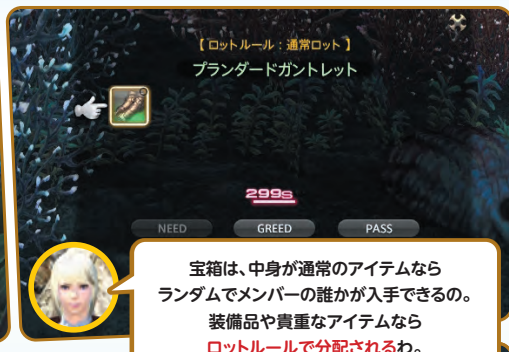 【ロットルール：通常ロット】
プランダードガントレット
299s
NEED GREED PASS
宝箱は、中身が通常のアイテムなら
ランダムでメンバーの誰かが入手できるの。
装備品や貴重なアイテムなら
ロットルールで分配されるわ。